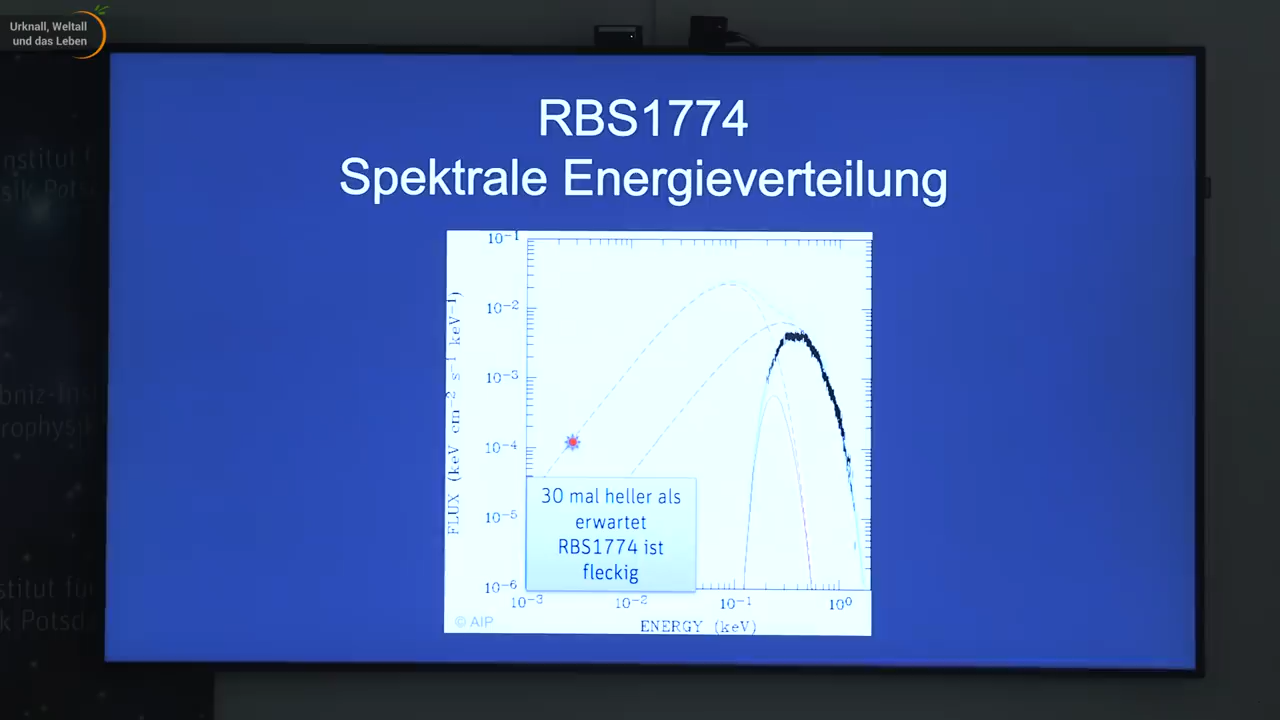 Urknall, Weltall
und das Leben
RBS1774
Spektrale Energieverteilung
10⁻¹
10⁻²
10⁻³
10⁻⁴
10⁻⁵
10⁻⁶
FLUX (keV cm⁻² s⁻¹ keV⁻¹)
30 mal heller als
erwartet
RBS1774 ist
fleckig
10⁻³ 10⁻² 10⁻¹ 10⁰
ENERGY (keV)
© AIP